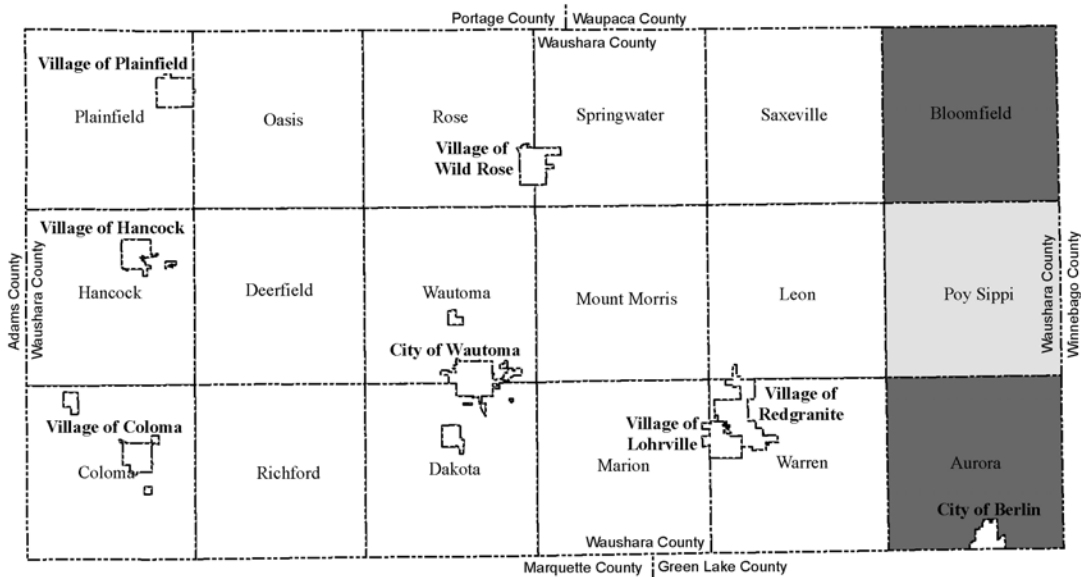 Portage County Waupaca County
Waushara County
Village of Plainfield
Plainfield
Oasis
Rose
Springwater
Saxeville
Bloomfield
Village of
Wild Rose
Village of Hancock
Hancock
Deerfield
Wautoma
Mount Morris
Leon
Poy Sippi
Adams County
Waushara County
Waushara County
Winnebago County
City of Wautoma
Village of Coloma
Coloma
Richford
Dakota
Marion
Village of
Lohrville
Village of
Redgranite
Warren
Aurora
City of Berlin
Waushara County
Marquette County Green Lake County